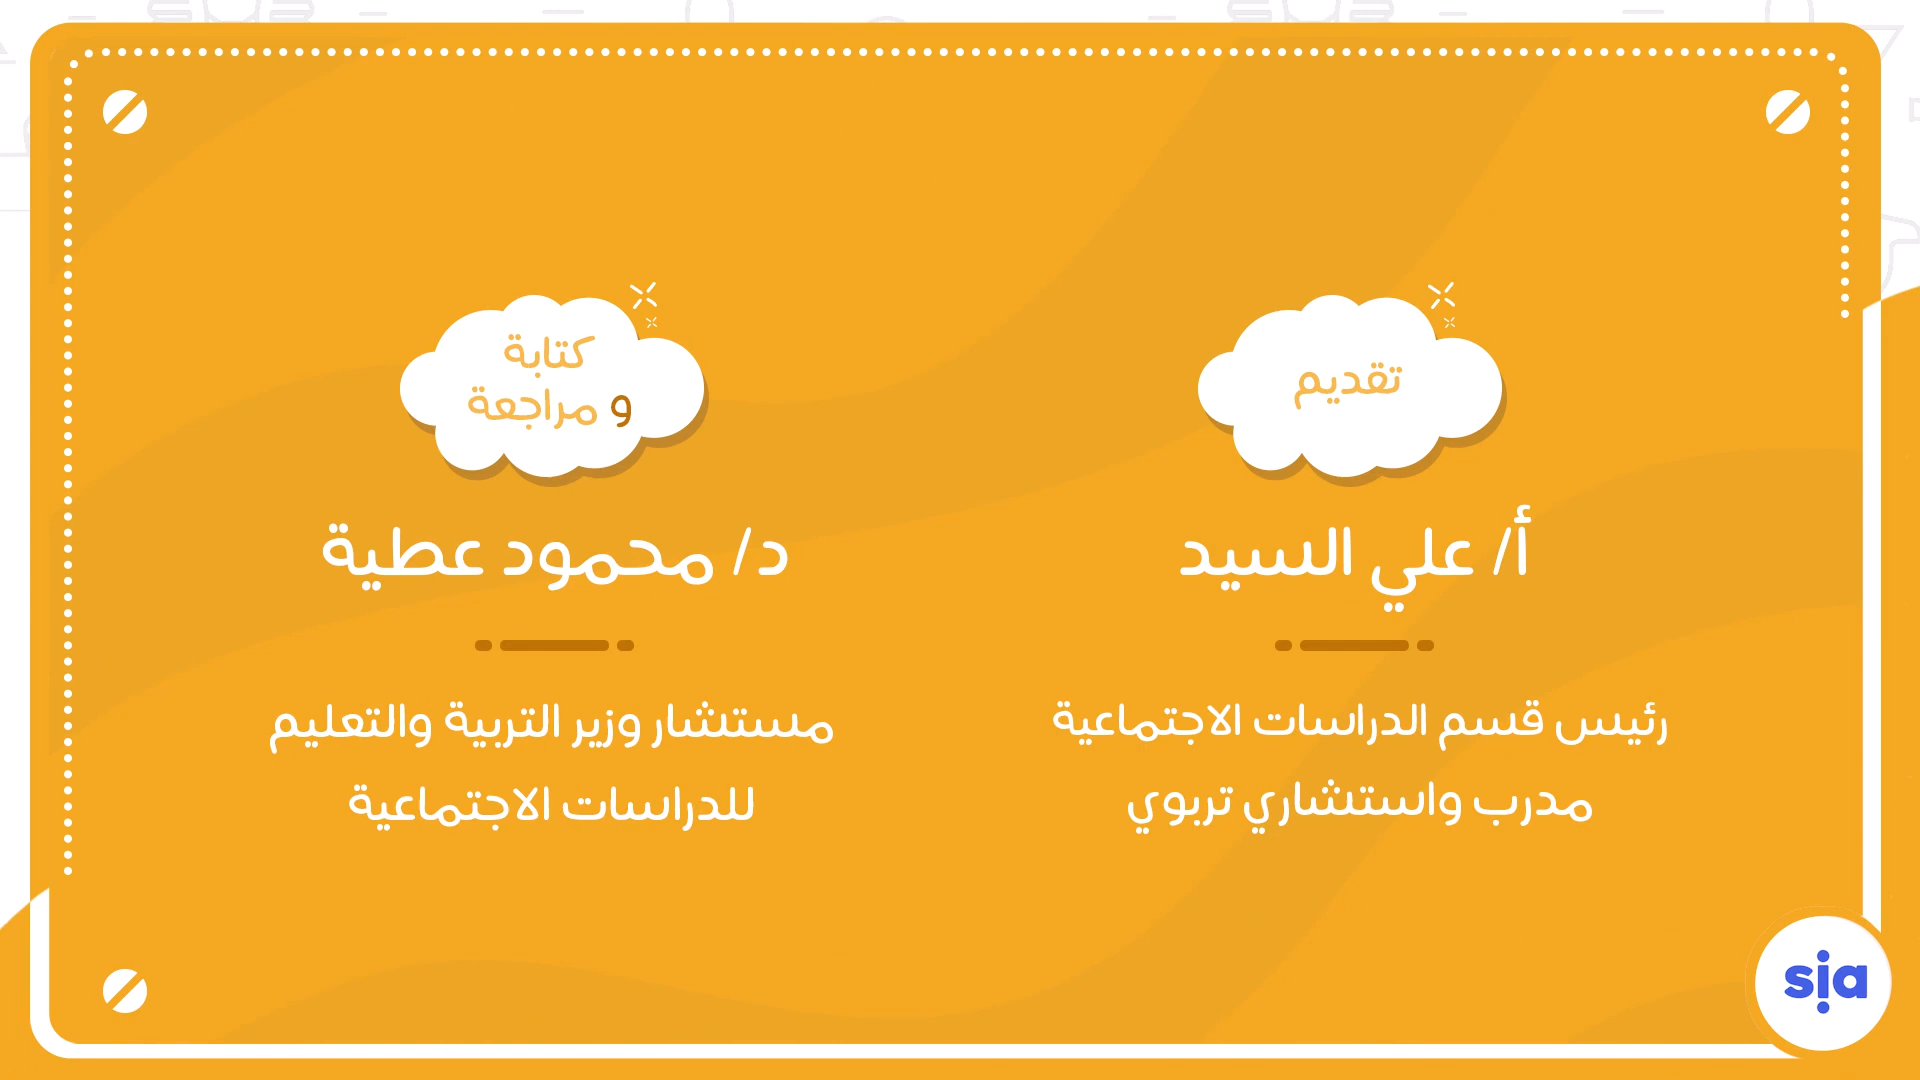 تقديم
أ/ علي السيد
رئيس قسم الدراسات الاجتماعية
مدرب واستشاري تربوي
كتابة
و مراجعة
د/ محمود عطية
مستشار وزير التربية والتعليم
للدراسات الاجتماعية
sia